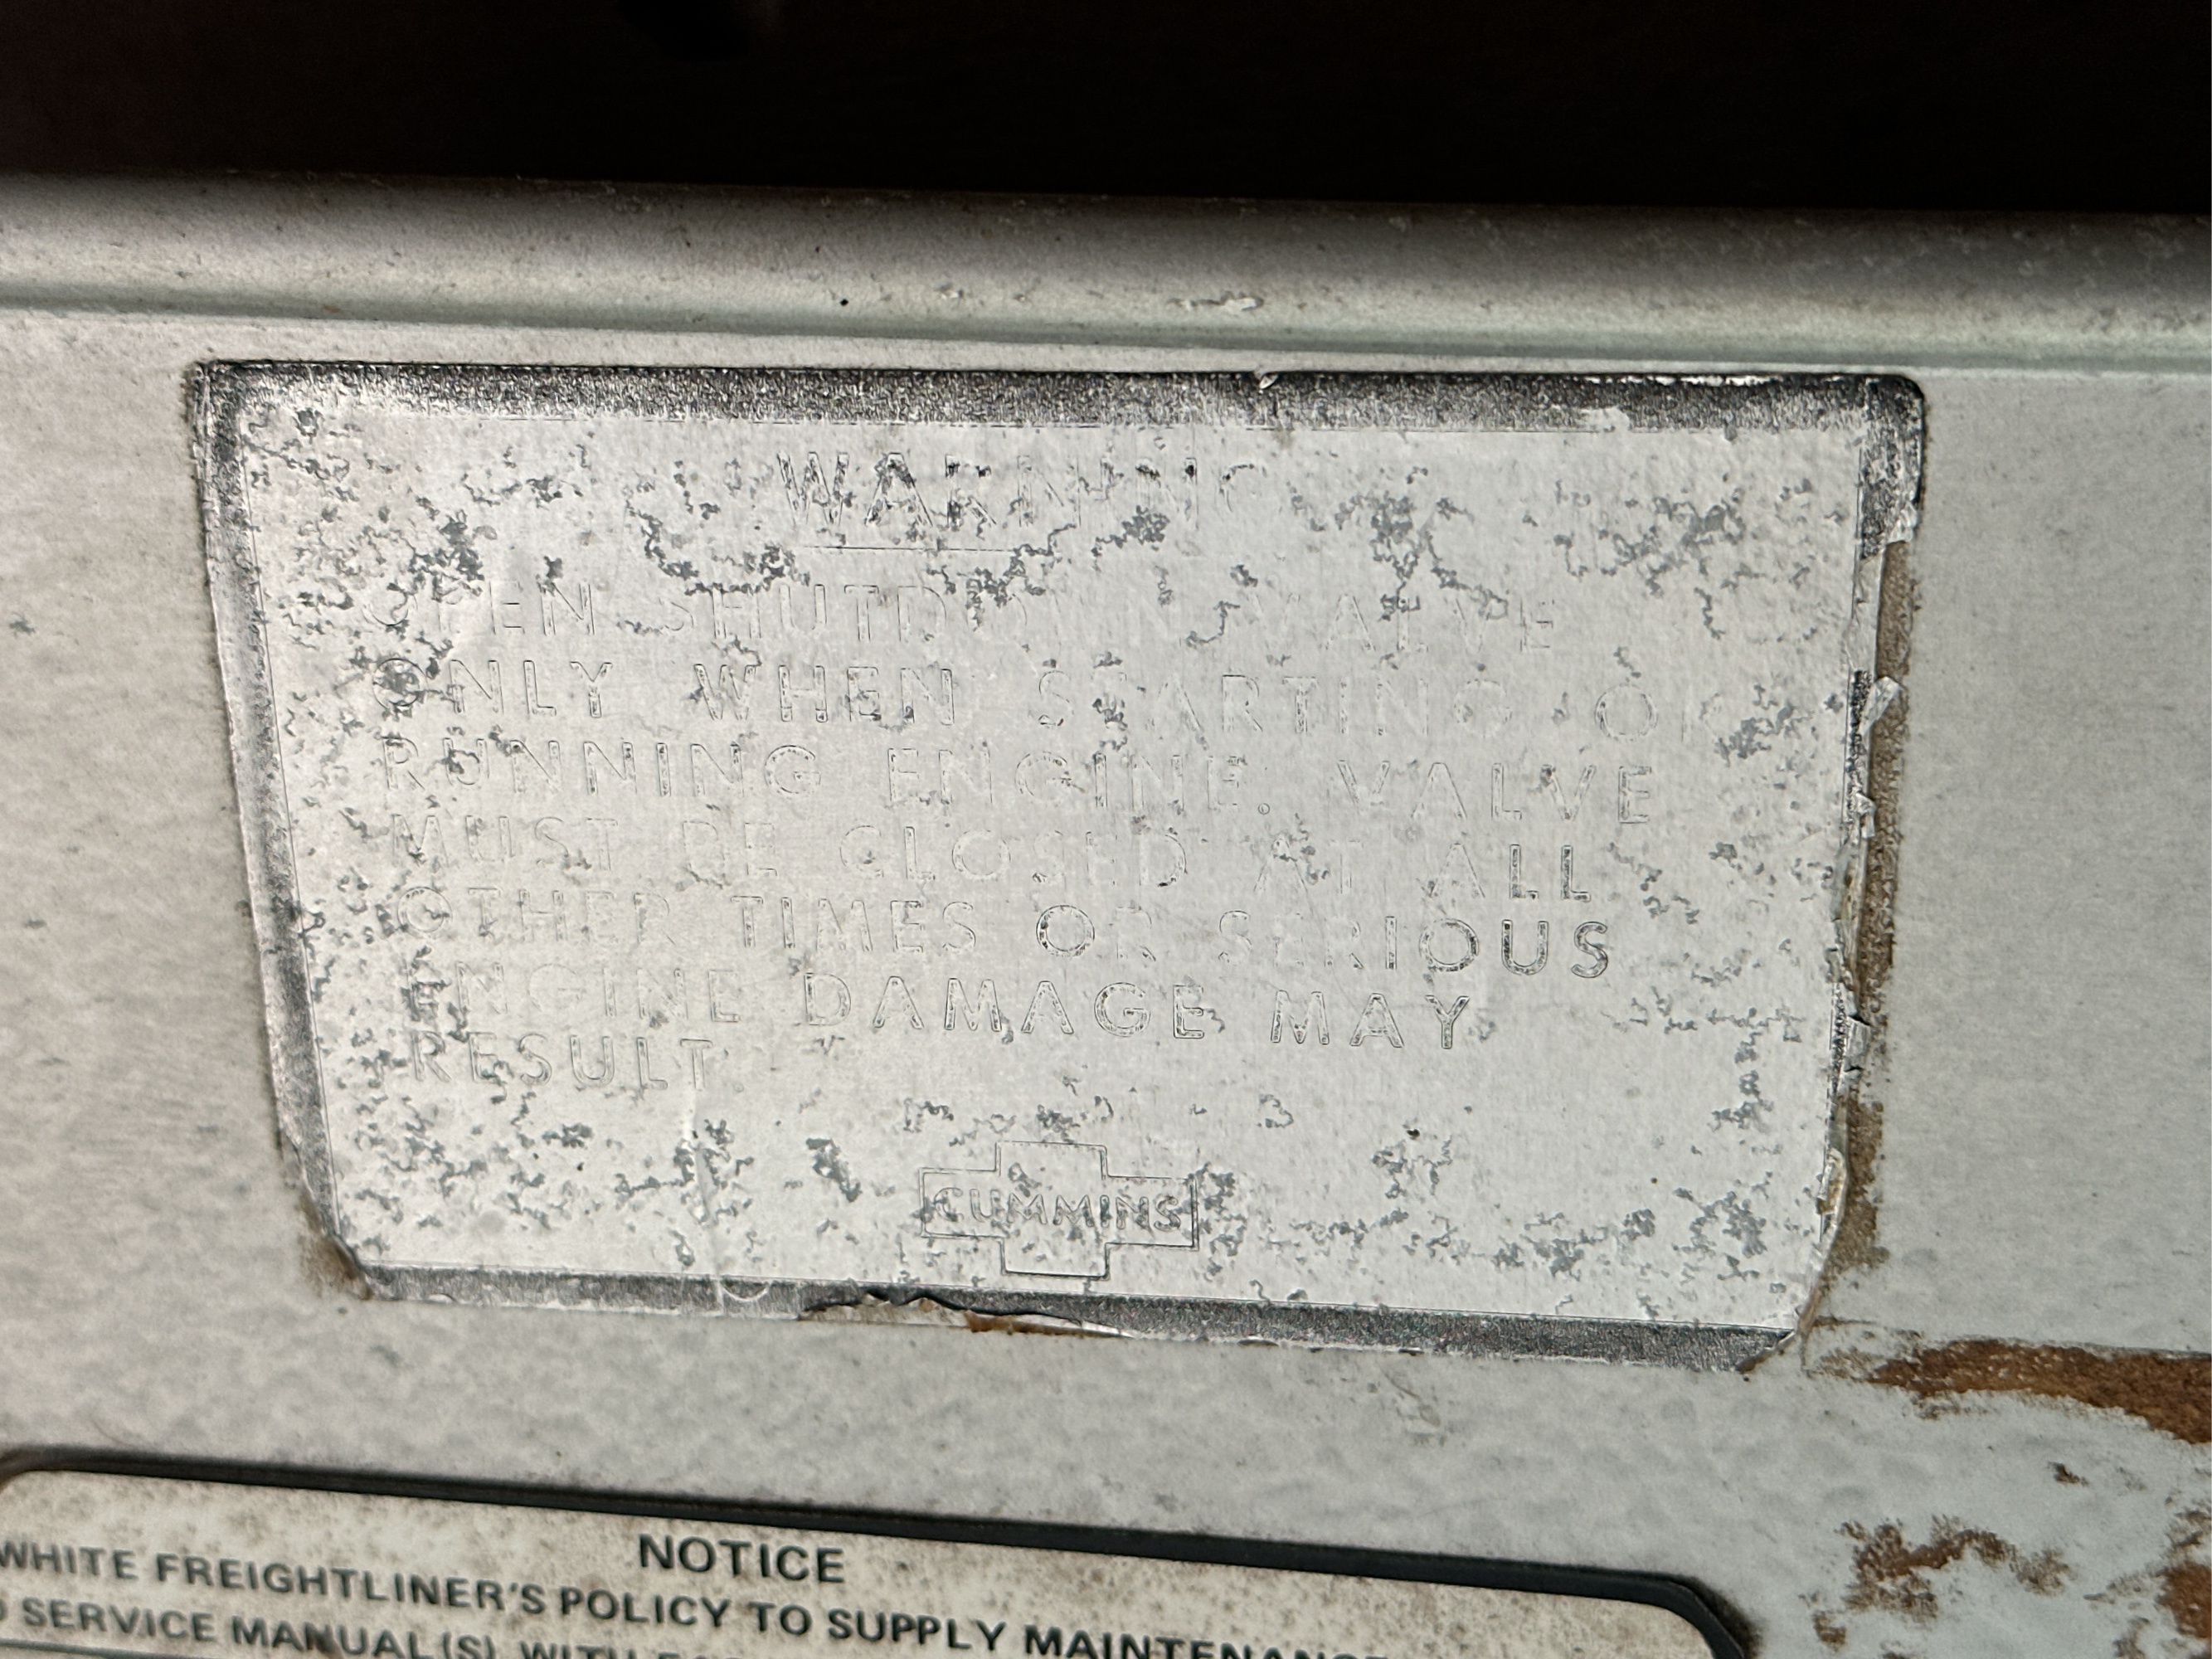 WARNING
OPEN SHUTDOWN VALVE
ONLY WHEN STARTING OR
RUNNING ENGINE. VALVE
MUST BE CLOSED AT ALL
OTHER TIMES OR SERIOUS
ENGINE DAMAGE MAY
RESULT.
CUMMINS
NOTICE
WHITE FREIGHTLINER'S POLICY TO SUPPLY MAINTENANCE
SERVICE MANUAL(S) WITH